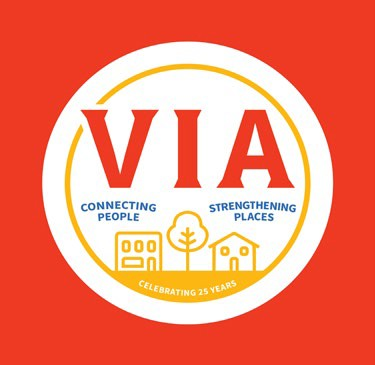 VIA
CONNECTING
PEOPLE
STRENGTHENING
PLACES
CELEBRATING 25 YEARS